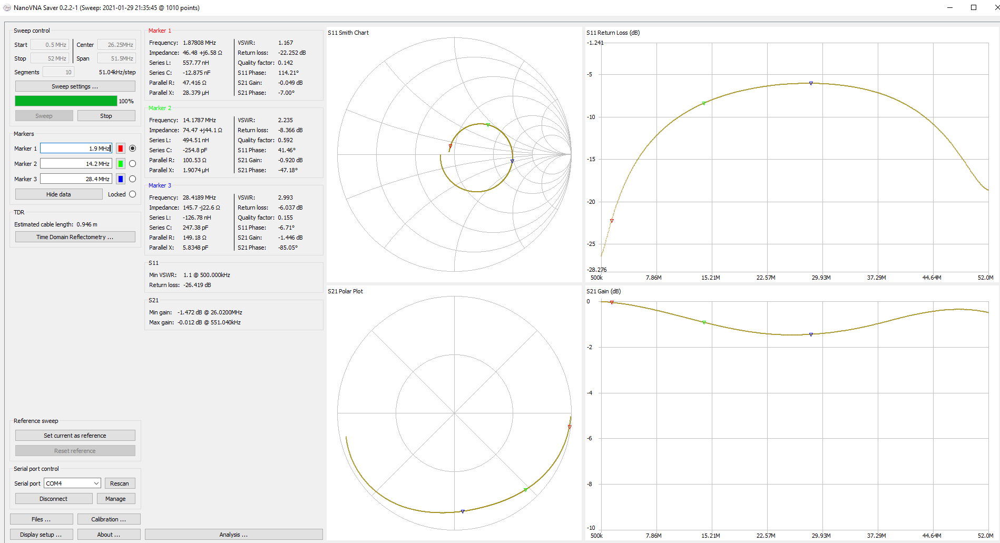 NanoVNA Saver 0.2.2-1 (Sweep: 2021-01-29 21:35:45 @ 1010 points)
Sweep control
Start 0.5 MHz Center 26.25MHz
Stop 52 MHz Span 51.5MHz
Segments 10 51.04kHz/step
Sweep settings ...
100%
Sweep Stop
Markers
Marker 1 1.9 MHz
Marker 2 14.2 MHz
Marker 3 28.4 MHz
Hide data Locked
TDR
Estimated cable length: 0.946 m
Time Domain Reflectometry ...
Reference sweep
Set current as reference
Reset reference
Serial port control
Serial port COM4 Rescan
Disconnect Manage
Files ... Calibration ...
Display setup ... About ...
Marker 1
Frequency: 1.87808 MHz VSWR: 1.167
Impedance: 46.48 +j6.58 Ω Return loss: -22.252 dB
Series L: 557.77 nH Quality factor: 0.142
Series C: -12.875 nF S11 Phase: 114.21°
Parallel R: 47.416 Ω S21 Gain: -0.049 dB
Parallel X: 28.379 µH S21 Phase: -7.00°
Marker 2
Frequency: 14.1787 MHz VSWR: 2.235
Impedance: 74.47 +j44.1 Ω Return loss: -8.366 dB
Series L: 494.51 nH Quality factor: 0.592
Series C: -254.8 pF S11 Phase: 41.46°
Parallel R: 100.53 Ω S21 Gain: -0.920 dB
Parallel X: 1.9074 µH S21 Phase: -47.18°
Marker 3
Frequency: 28.4189 MHz VSWR: 2.993
Impedance: 145.7 -j22.6 Ω Return loss: -6.037 dB
Series L: -126.78 nH Quality factor: 0.155
Series C: 247.38 pF S11 Phase: -6.71°
Parallel R: 149.18 Ω S21 Gain: -1.446 dB
Parallel X: 5.8348 pF S21 Phase: -85.05°
S11
Min VSWR: 1.1 @ 500.000kHz
Return loss: -26.419 dB
S21
Min gain: -1.472 dB @ 26.0200MHz
Max gain: -0.012 dB @ 551.040kHz
Analysis ...
S11 Smith Chart
S11 Return Loss (dB)
-1.241
-5
-10
-15
-20
-25
-28.276
500k 7.86M 15.21M 22.57M 29.93M 37.29M 44.64M 52.0M
S21 Polar Plot
S21 Gain (dB)
0
-2
-4
-6
-8
-10
500k 7.86M 15.21M 22.57M 29.93M 37.29M 44.64M 52.0M